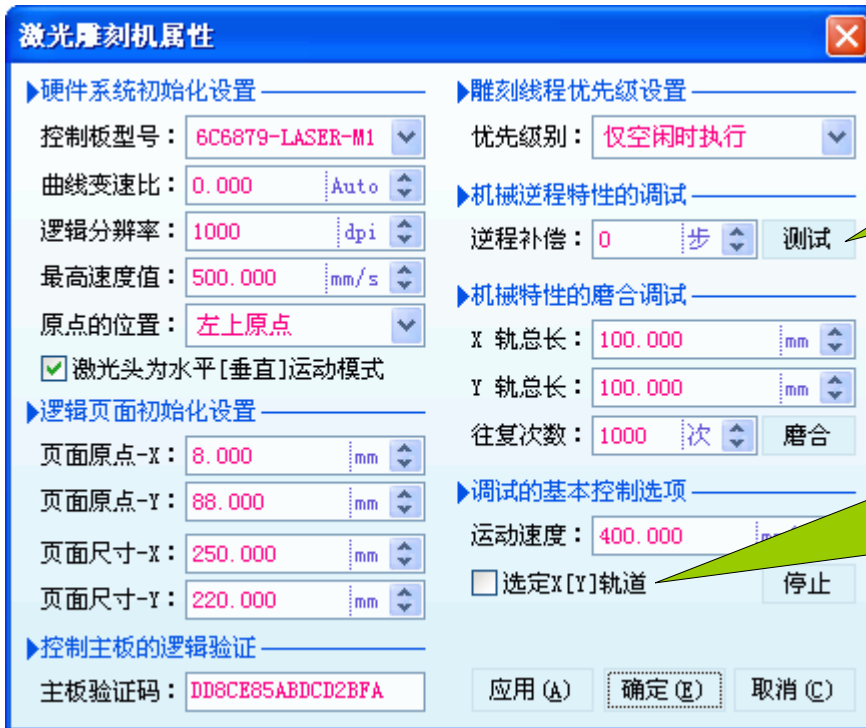 激光雕刻机属性
硬件系统初始化设置
控制板型号： 6C6879-LASER-M1
曲线变速比： 0.000 Auto
逻辑分辨率： 1000 dpi
最高速度值： 500.000 mm/s
原点的位置： 左上原点
激光头为水平[垂直]运动模式
逻辑页面初始化设置
页面原点-X： 8.000 mm
页面原点-Y： 88.000 mm
页面尺寸-X： 250.000 mm
页面尺寸-Y： 220.000 mm
控制主板的逻辑验证
主板验证码： DD8CE85ABDCD2BFA
雕刻线程优先级设置
优先级别： 仅空闲时执行
机械逆程特性的调试
逆程补偿： 0 步 测试
机械特性的磨合调试
X 轨总长： 100.000 mm
Y 轨总长： 100.000 mm
往复次数： 1000 次 磨合
调试的基本控制选项
运动速度： 400.000
选定X[Y]轨道 停止
应用(A) 确定(E) 取消(C)